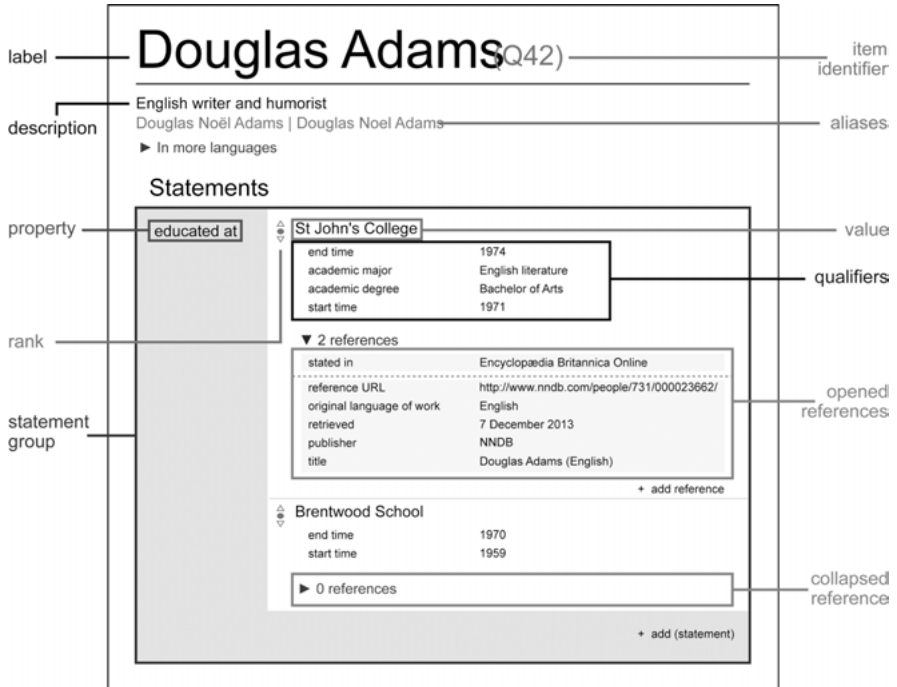 label
Douglas Adams (Q42)
item
identifier
description
English writer and humorist
Douglas Noël Adams | Douglas Noel Adams
aliases
► In more languages
Statements
property
educated at
St John's College
value
end time 1974
academic major English literature
academic degree Bachelor of Arts
start time 1971
qualifiers
rank
▼ 2 references
stated in Encyclopædia Britannica Online
reference URL http://www.nndb.com/people/731/000023662/
original language of work English
retrieved 7 December 2013
publisher NNDB
title Douglas Adams (English)
opened
references
statement
group
+ add reference
Brentwood School
end time 1970
start time 1959
► 0 references
collapsed
reference
+ add (statement)